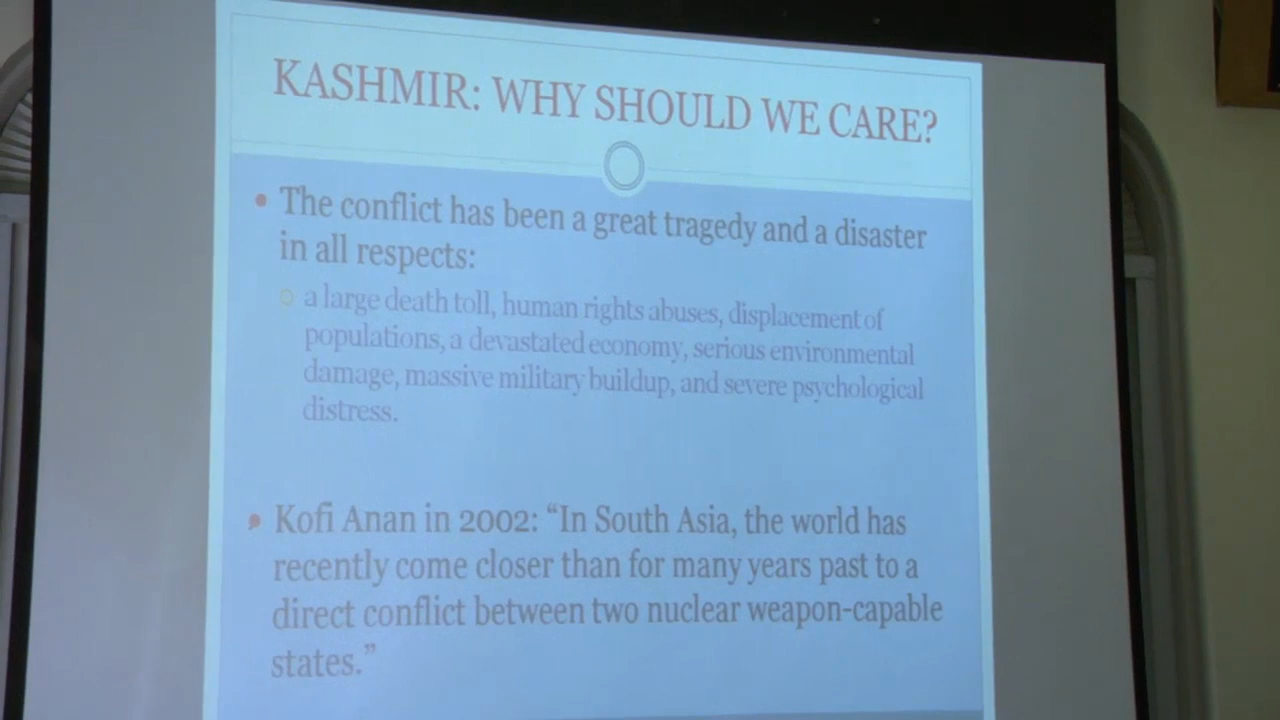 KASHMIR: WHY SHOULD WE CARE?
The conflict has been a great tragedy and a disaster
in all respects:
a large death toll, human rights abuses, displacement of
populations, a devastated economy, serious environmental
damage, massive military buildup, and severe psychological
distress.
Kofi Anan in 2002: “In South Asia, the world has
recently come closer than for many years past to a
direct conflict between two nuclear weapon-capable
states.”